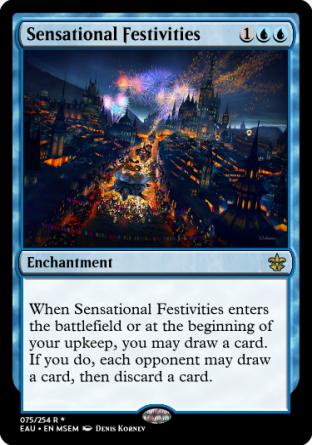 Sensational Festivities 1
Enchantment
When Sensational Festivities enters
the battlefield or at the beginning of
your upkeep, you may draw a card.
If you do, each opponent may draw
a card, then discard a card.
075/254 R *
EAU • EN MSEM Denis Kornev